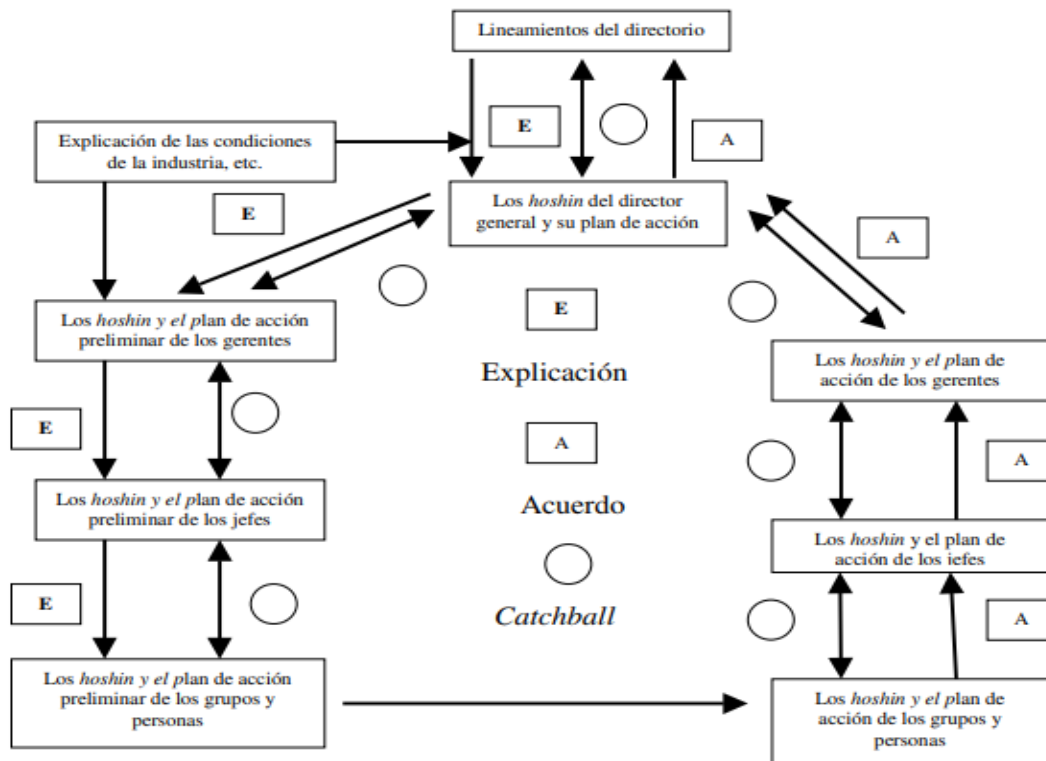 Lineamientos del directorio
E
A
Explicación de las condiciones
de la industria, etc.
E
Los hoshin del director
general y su plan de acción
A
Los hoshin y el plan de acción
preliminar de los gerentes
E
Explicación
A
Acuerdo
Catchball
Los hoshin y el plan de
acción de los gerentes
E
A
Los hoshin y el plan de acción
preliminar de los jefes
Los hoshin y el plan de
acción de los iefes
E
A
Los hoshin y el plan de acción
preliminar de los grupos y
personas
Los hoshin y el plan de
acción de los grupos y
personas